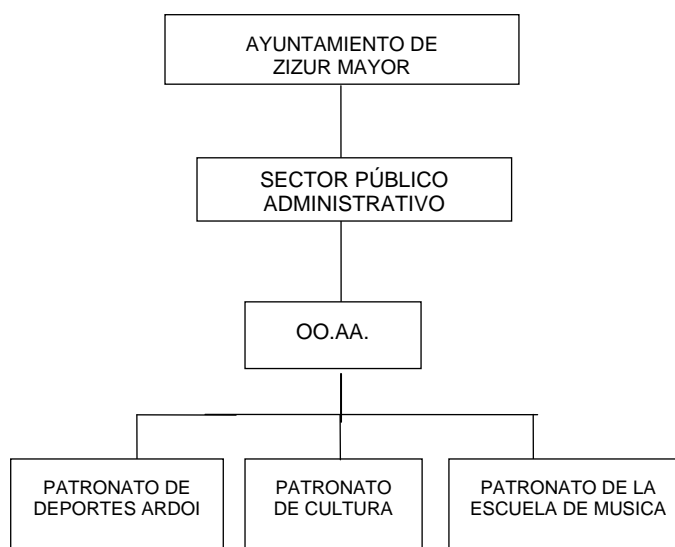 AYUNTAMIENTO DE
ZIZUR MAYOR
SECTOR PÚBLICO
ADMINISTRATIVO
OO.AA.
PATRONATO DE
DEPORTES ARDOI
PATRONATO
DE CULTURA
PATRONATO DE LA
ESCUELA DE MUSICA